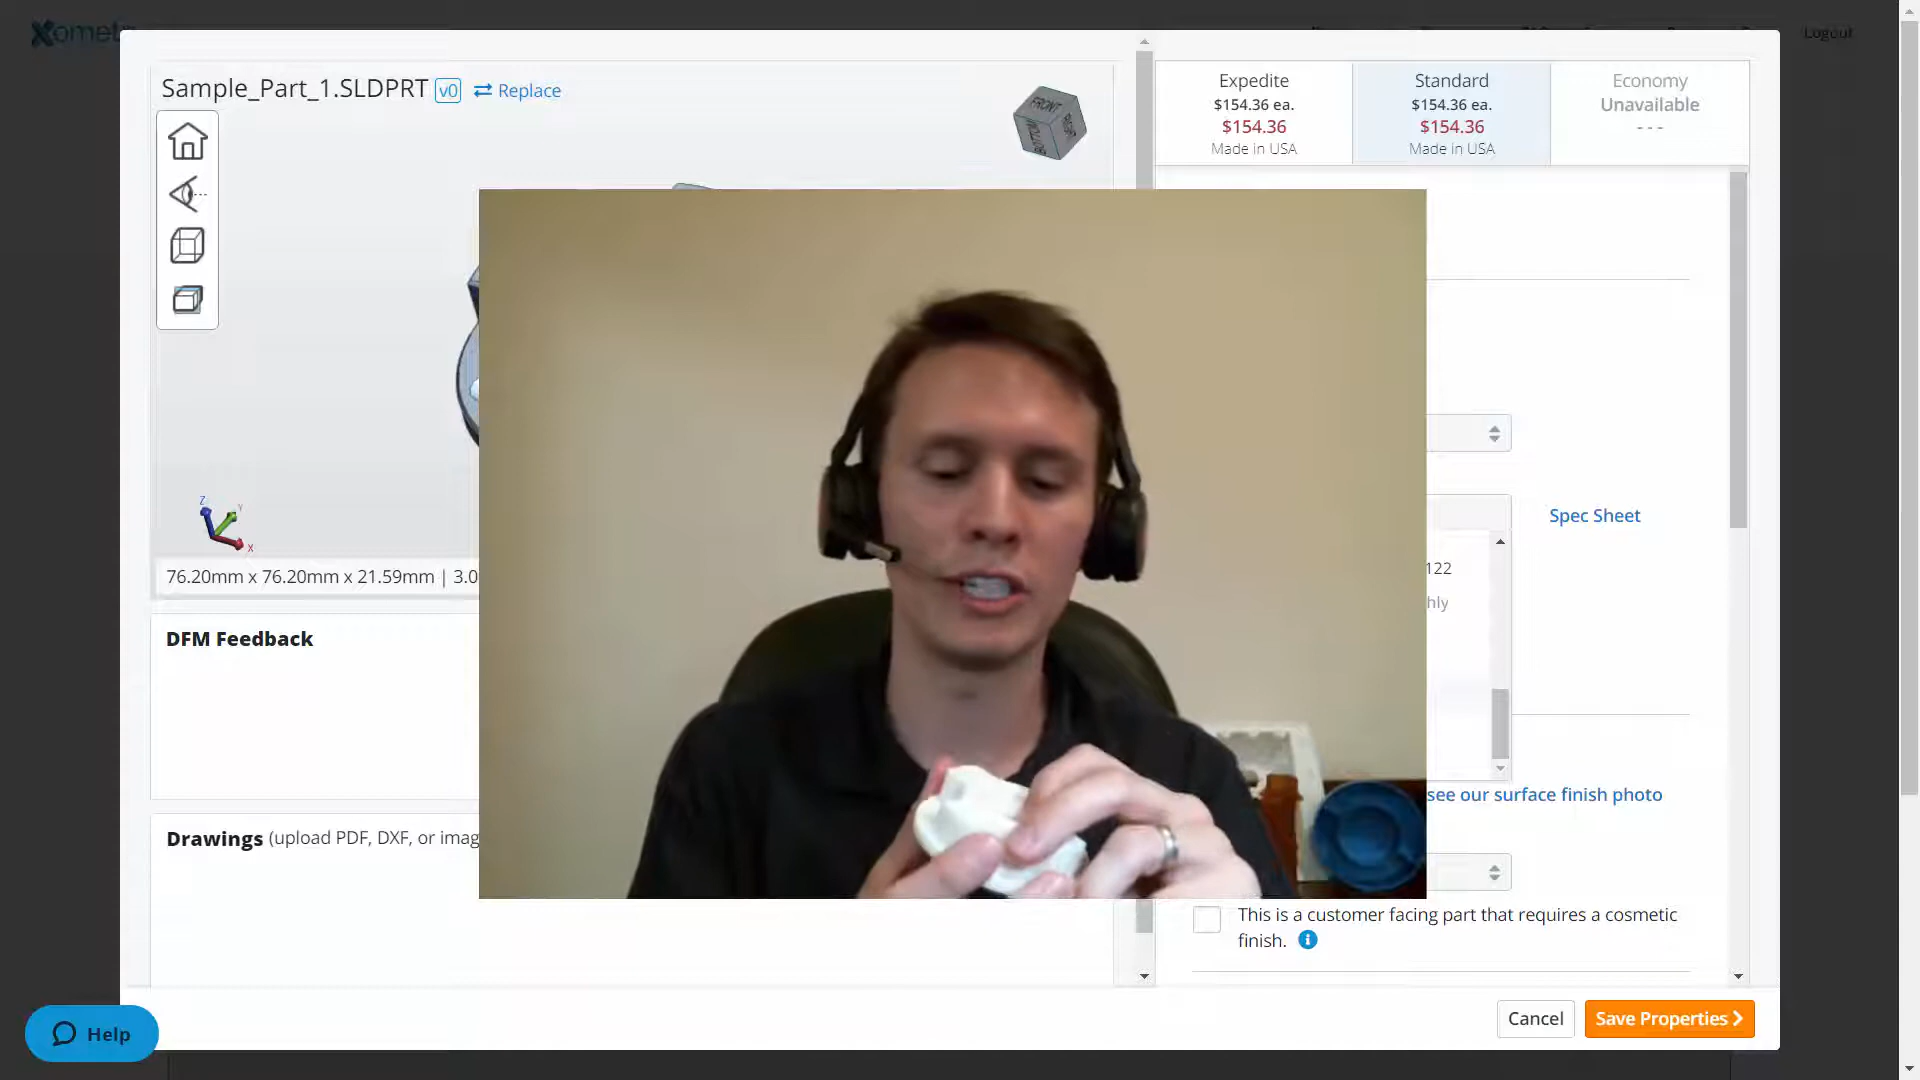 Logout
Sample_Part_1.SLDPRT v0 Replace
FRONT
BOTTOM
Expedite
$154.36 ea.
$154.36
Made in USA
Standard
$154.36 ea.
$154.36
Made in USA
Economy
Unavailable
- - -
Z
Y
X
76.20mm x 76.20mm x 21.59mm | 3.0
Spec Sheet
122
hly
DFM Feedback
see our surface finish photo
Drawings (upload PDF, DXF, or imag
This is a customer facing part that requires a cosmetic
finish.
Cancel
Save Properties
Help